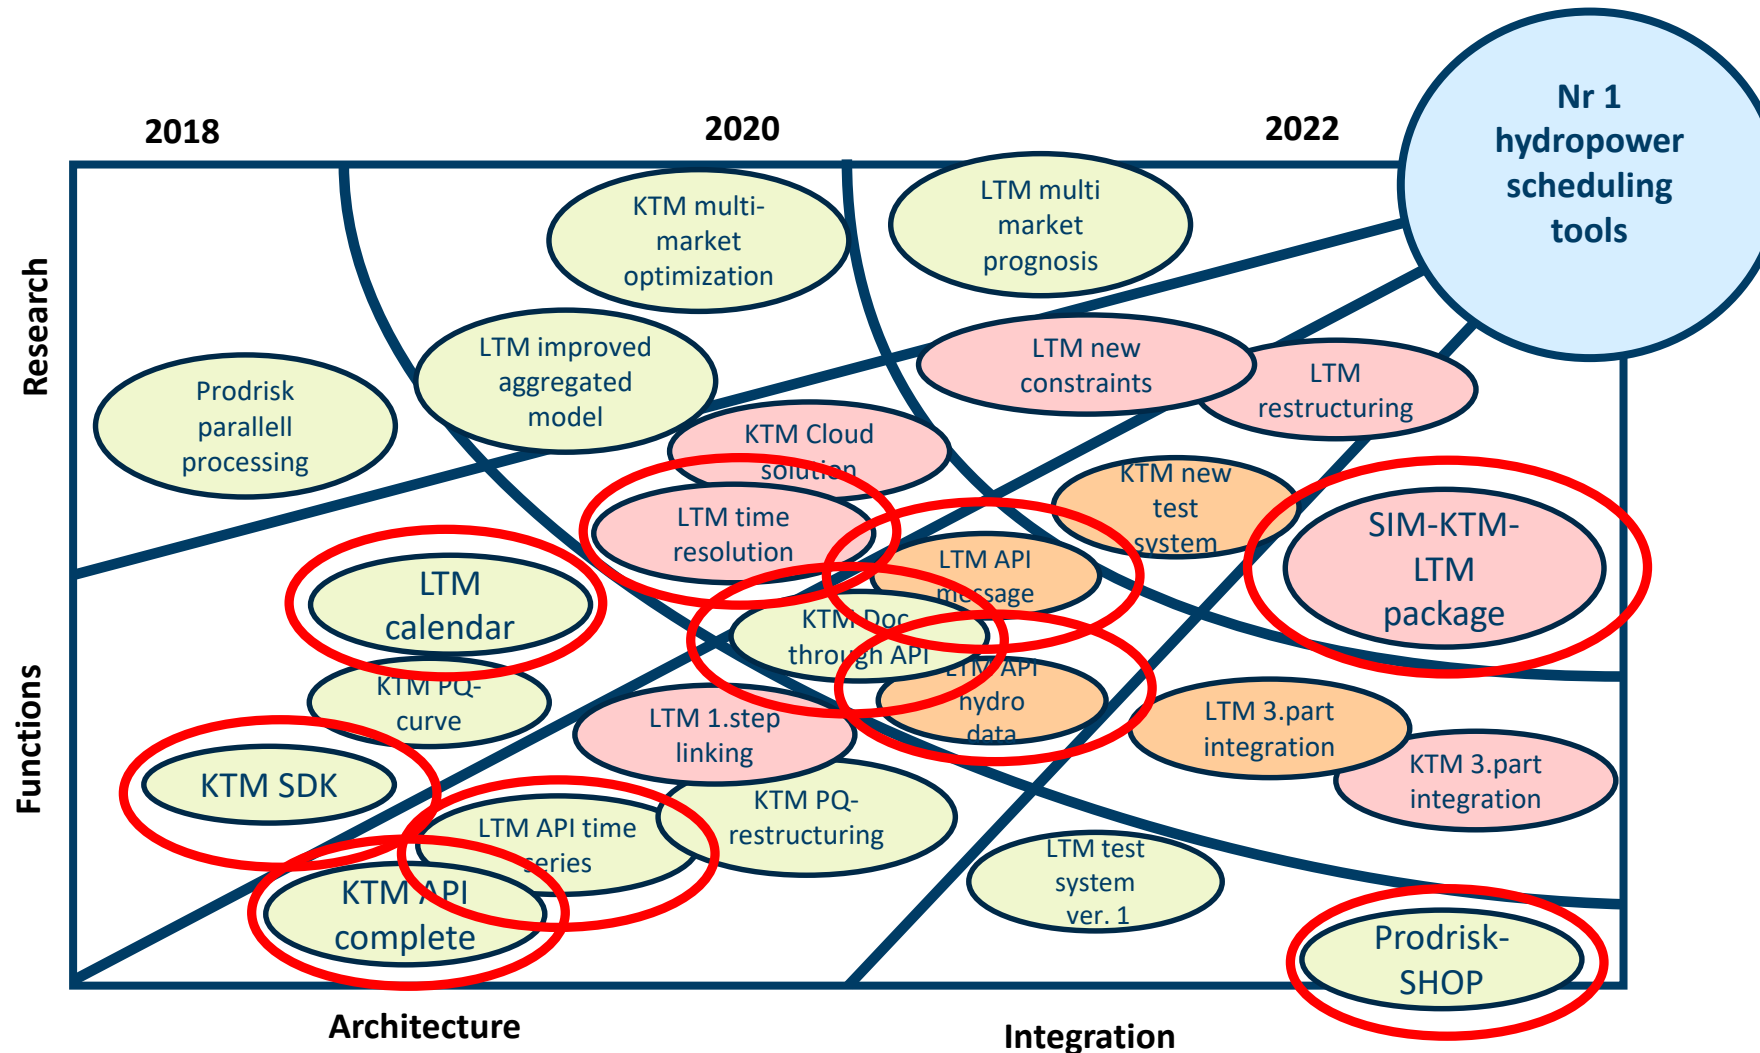 2018
2020
2022
Nr 1
hydropower
scheduling
tools
Research
Functions
KTM multi-
market
optimization
LTM multi
market
prognosis
LTM improved
aggregated
model
Prodrisk
parallell
processing
LTM new
constraints
LTM
restructuring
KTM Cloud
solution
LTM time
resolution
KTM new
test
system
SIM-KTM-
LTM
package
LTM API
message
LTM
calendar
KTM Doc
through API
KTM PQ-
curve
LTM API
hydro
data
LTM 1.step
linking
LTM 3.part
integration
KTM 3.part
integration
KTM SDK
KTM PQ-
restructuring
LTM API time
series
KTM API
complete
LTM test
system
ver. 1
Prodrisk-
SHOP
Architecture
Integration